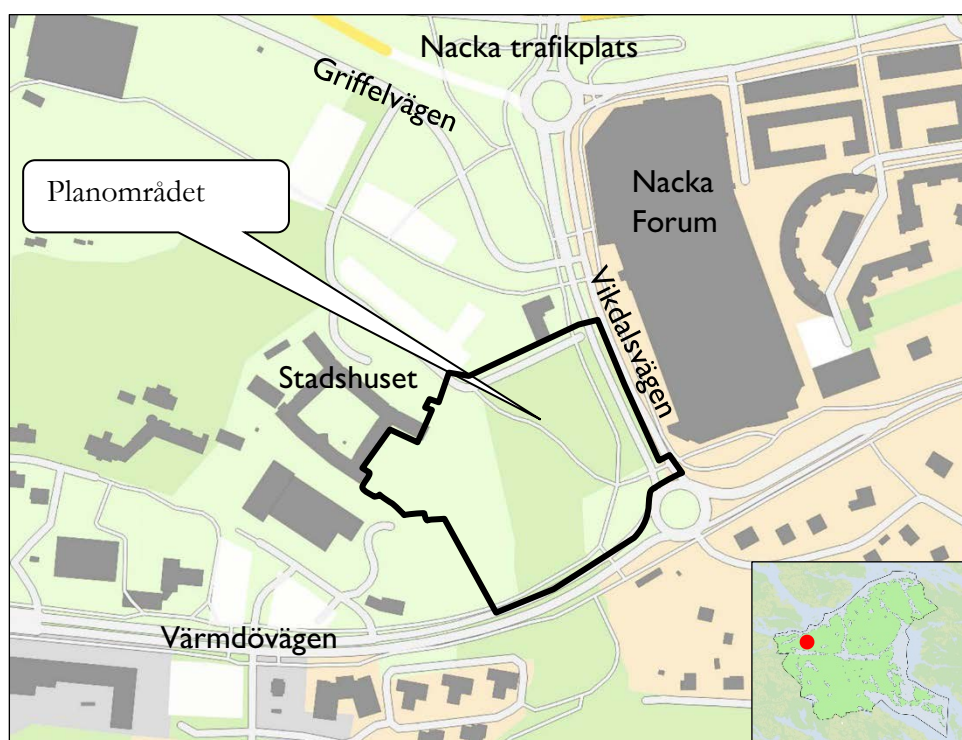 Nacka trafikplats
Griffelvägen
Planområdet
Nacka
Forum
Vikdalsvägen
Stadshuset
Värmdövägen